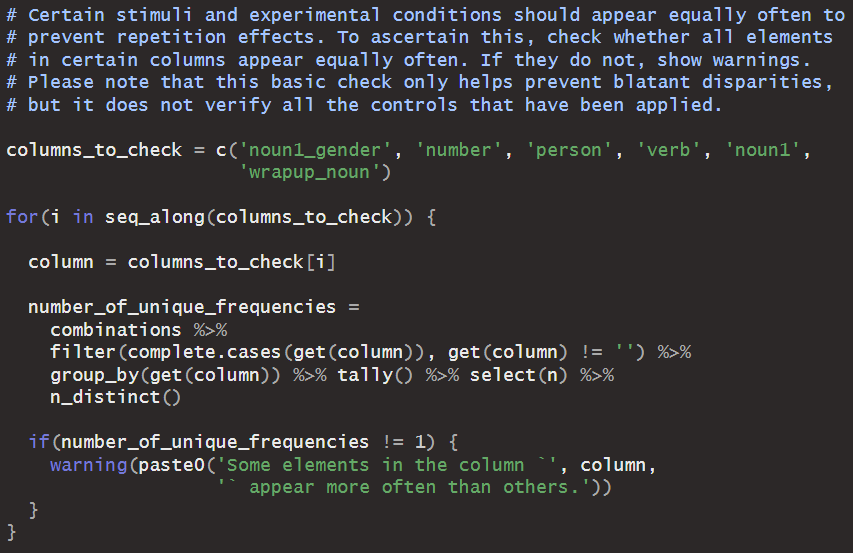 # Certain stimuli and experimental conditions should appear equally often to
# prevent repetition effects. To ascertain this, check whether all elements
# in certain columns appear equally often. If they do not, show warnings.
# Please note that this basic check only helps prevent blatant disparities,
# but it does not verify all the controls that have been applied.
columns_to_check = c('noun1_gender', 'number', 'person', 'verb', 'noun1',
                     'wrapup_noun')
for(i in seq_along(columns_to_check)) {
  column = columns_to_check[i]
  number_of_unique_frequencies =
    combinations %>%
    filter(complete.cases(get(column)), get(column) != '') %>%
    group_by(get(column)) %>% tally() %>% select(n) %>%
    n_distinct()
  if(number_of_unique_frequencies != 1) {
    warning(paste0('Some elements in the column `', column,
                   '` appear more often than others.'))
  }
}